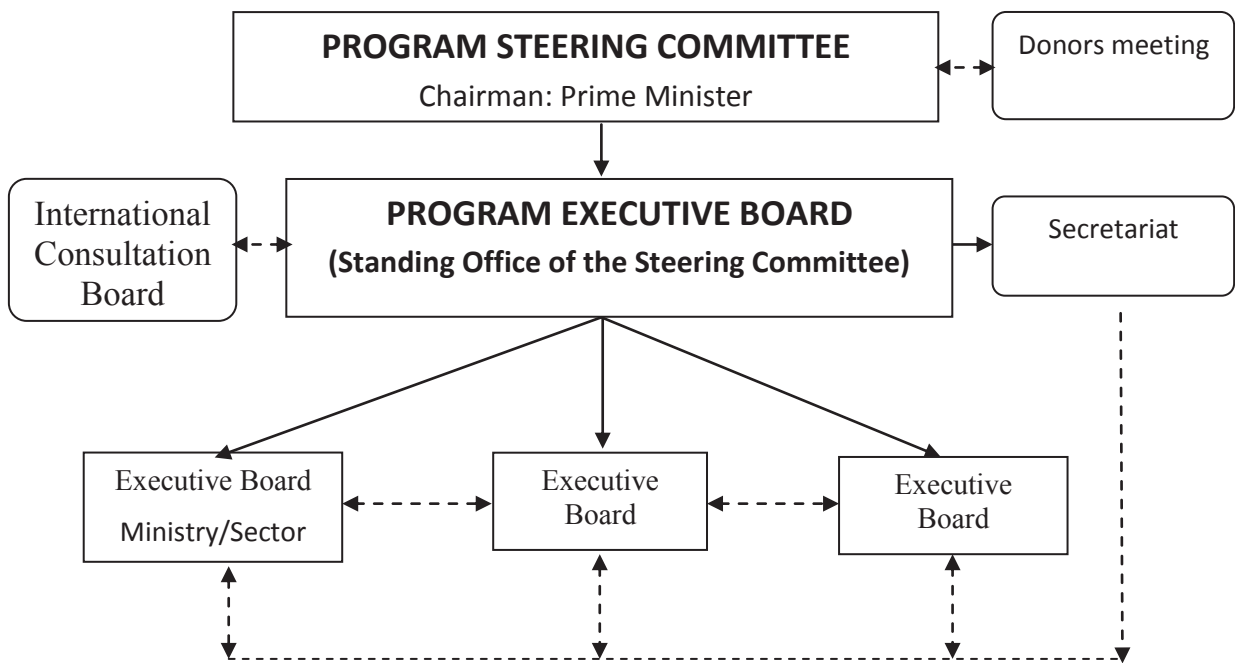 PROGRAM STEERING COMMITTEE
Chairman: Prime Minister
Donors meeting
International
Consultation
Board
PROGRAM EXECUTIVE BOARD
(Standing Office of the Steering Committee)
Secretariat
Executive Board
Ministry/Sector
Executive
Board
Executive
Board